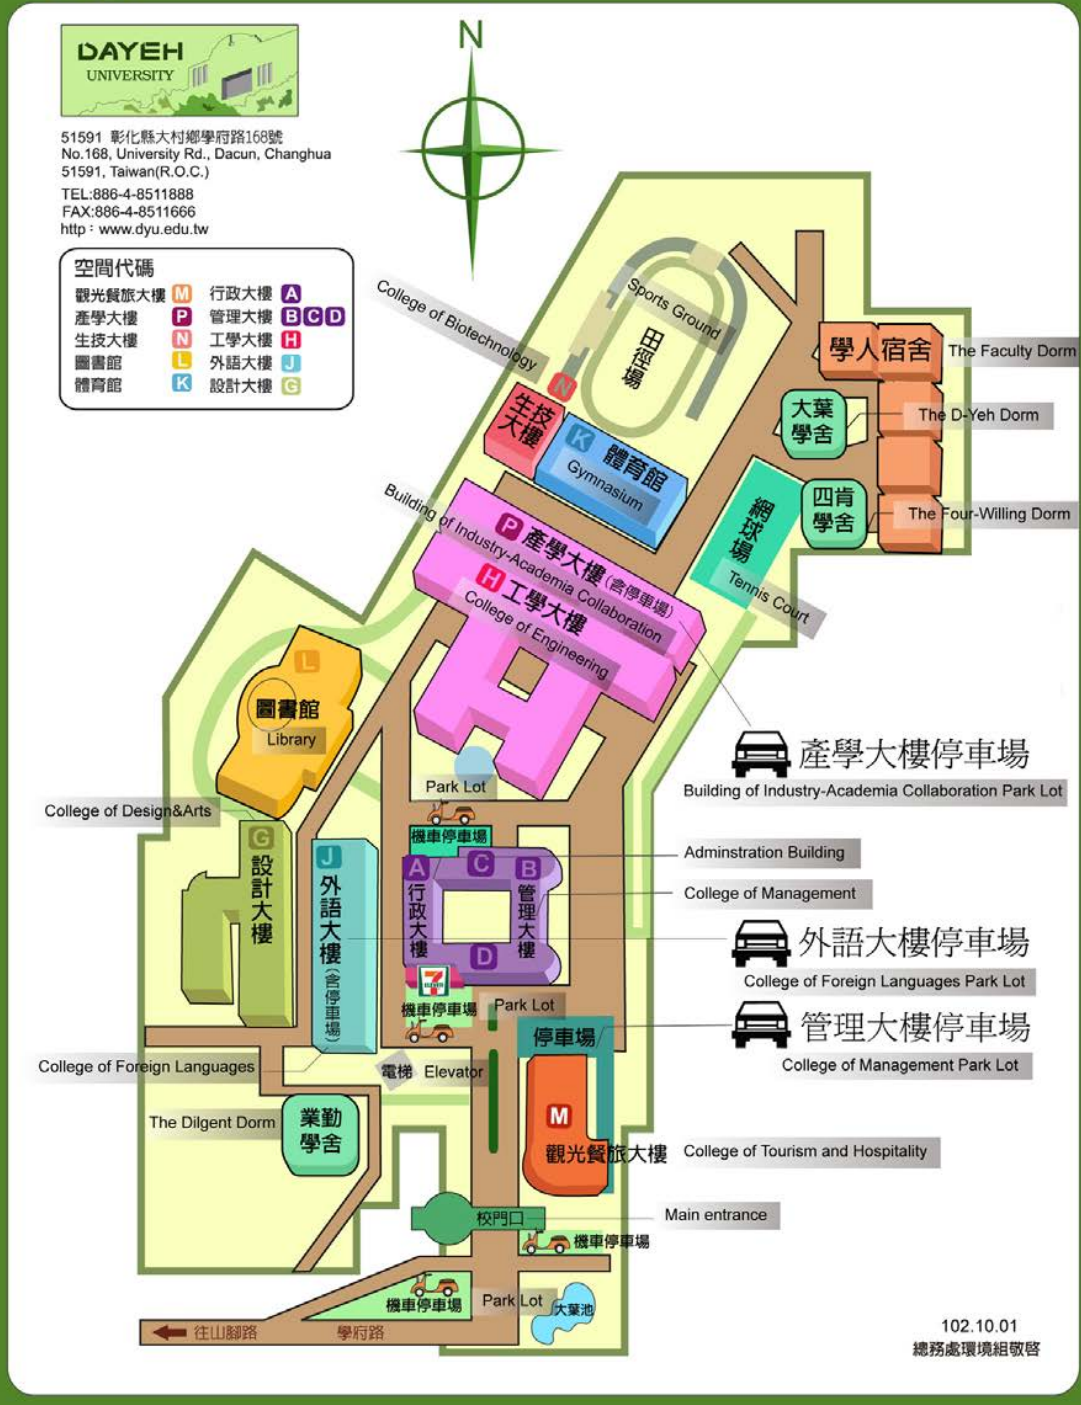 DAYEH
UNIVERSITY
51591 彰化縣大村鄉學府路168號
No.168, University Rd., Dacun, Changhua
51591, Taiwan(R.O.C.)
TEL:886-4-8511888
FAX:886-4-8511666
http：www.dyu.edu.tw
N
空間代碼
觀光餐旅大樓 M 行政大樓 A
產學大樓 P 管理大樓 B C D
生技大樓 N 工學大樓 H
圖書館 L 外語大樓 J
體育館 K 設計大樓 G
Sports Ground
田徑場
College of Biotechnology
N
生技
大樓
K 體育館
Gymnasium
學人宿舍
The Faculty Dorm
大葉
學舍
The D-Yeh Dorm
四肯
學舍
The Four-Willing Dorm
網球場
Tennis Court
P 產學大樓(含停車場)
Building of Industry-Academia Collaboration
H 工學大樓
College of Engineering
L
圖書館
Library
產學大樓停車場
Building of Industry-Academia Collaboration Park Lot
Park Lot
機車停車場
College of Design&Arts
G
設計大樓
J
外語大樓(含停車場)
A
行政大樓
C
B
管理大樓
D
Adminstration Building
College of Management
外語大樓停車場
College of Foreign Languages Park Lot
7
ELEVEN
機車停車場
Park Lot
停車場
管理大樓停車場
College of Management Park Lot
College of Foreign Languages
電梯 Elevator
The Dilgent Dorm
業勤
學舍
M
觀光餐旅大樓
College of Tourism and Hospitality
校門口
Main entrance
機車停車場
機車停車場
Park Lot
大葉池
往山腳路
學府路
102.10.01
總務處環境組敬啓